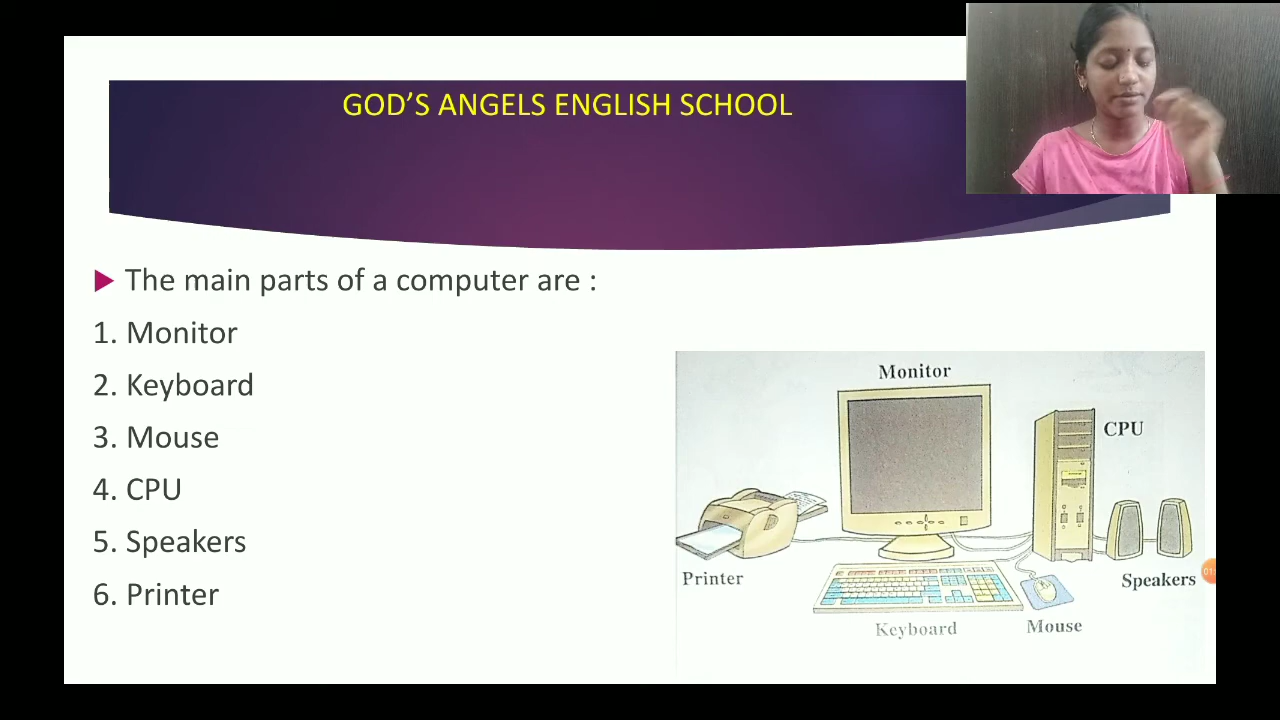 GOD’S ANGELS ENGLISH SCHOOL
The main parts of a computer are :
1. Monitor
2. Keyboard
3. Mouse
4. CPU
5. Speakers
6. Printer
Monitor
CPU
Printer
Speakers
Keyboard
Mouse